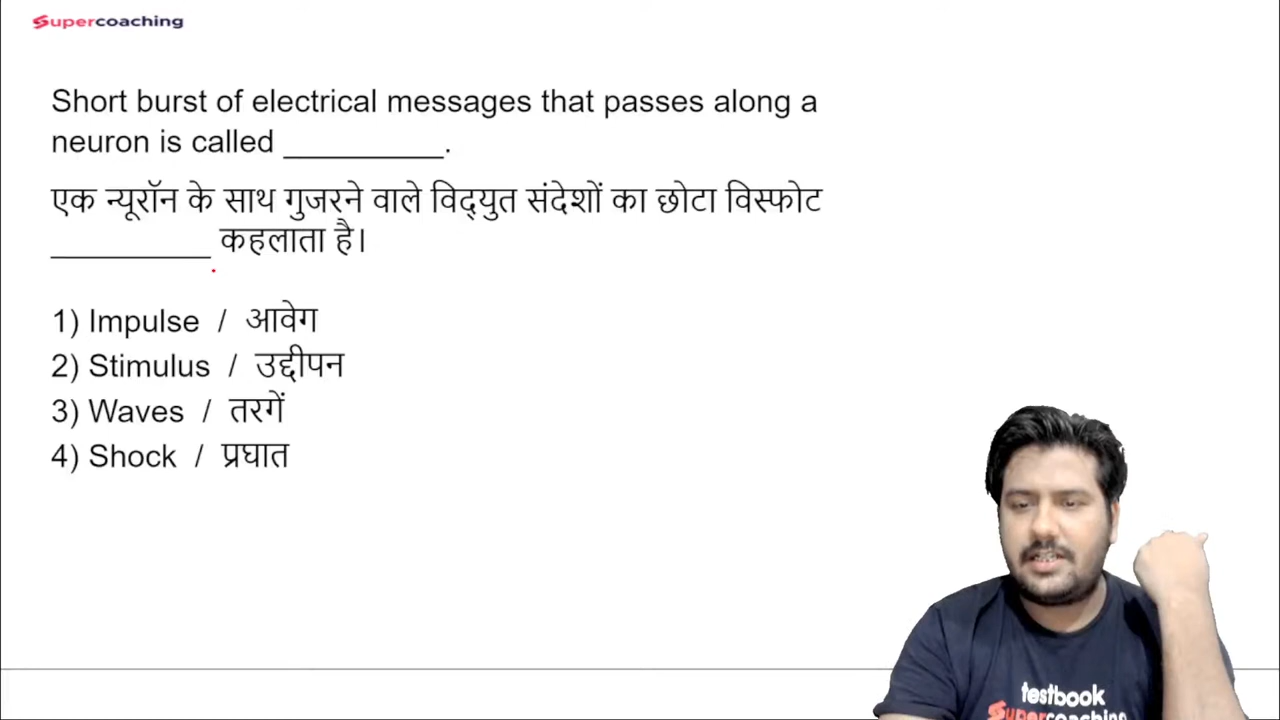 Supercoaching
Short burst of electrical messages that passes along a
neuron is called __________.
एक न्यूरॉन के साथ गुजरने वाले विद्युत संदेशों का छोटा विस्फोट
__________ कहलाता है।
1) Impulse / आवेग
2) Stimulus / उद्दीपन
3) Waves / तरगें
4) Shock / प्रघात
testbook
Supercoaching